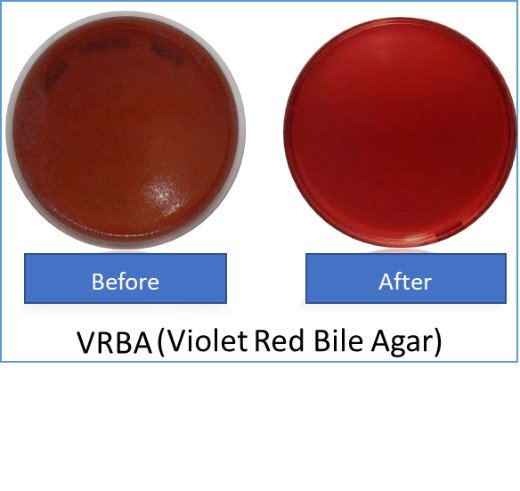 Before
After
VRBA (Violet Red Bile Agar)